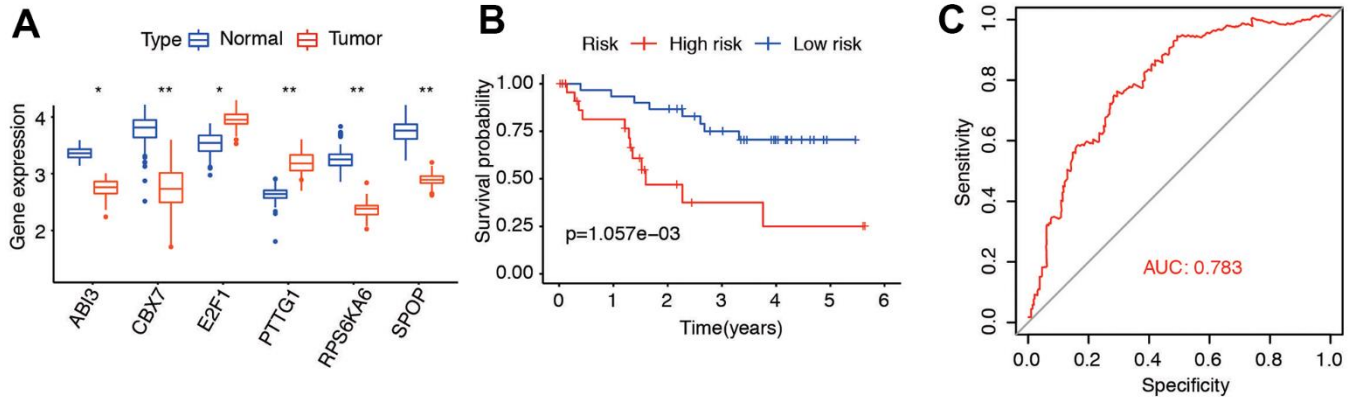 A
Type Normal Tumor
* ** * ** ** **
Gene expression
4
3
2
ABI3
CBX7
E2F1
PTTG1
RPS6KA6
SPOP
B
Risk High risk Low risk
Survival probability
1.00
0.75
0.50
0.25
0.00
p=1.057e−03
0 1 2 3 4 5 6
Time(years)
C
Sensitivity
1.0
0.8
0.6
0.4
0.2
0.0
AUC: 0.783
0.0 0.2 0.4 0.6 0.8 1.0
Specificity